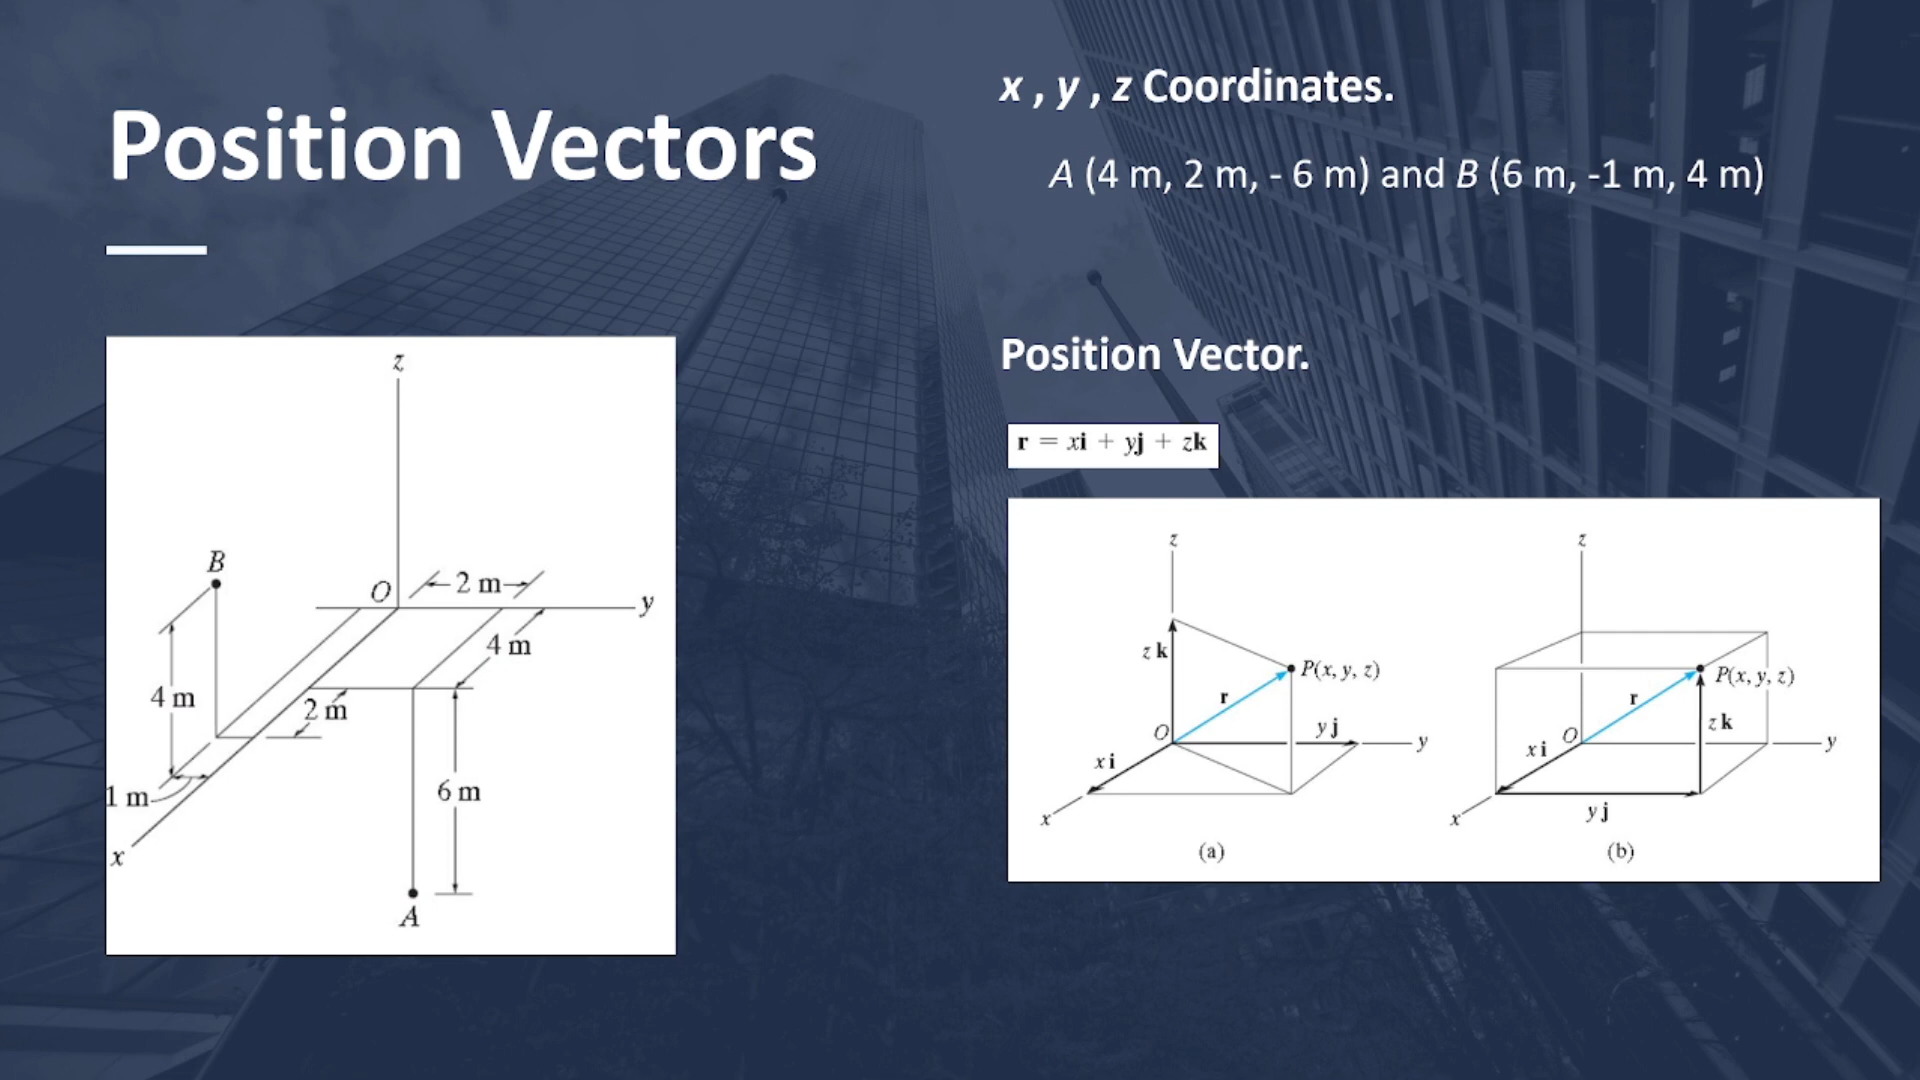 Position Vectors
x , y , z Coordinates.
A (4 m, 2 m, - 6 m) and B (6 m, -1 m, 4 m)
Position Vector.
r = xi + yj + zk
z
B
O
2 m
y
4 m
4 m
2 m
1 m
6 m
x
A
z
z k
P(x, y, z)
r
O
y j
y
x i
x
(a)
z
P(x, y, z)
r
z k
O
x i
y
y j
x
(b)